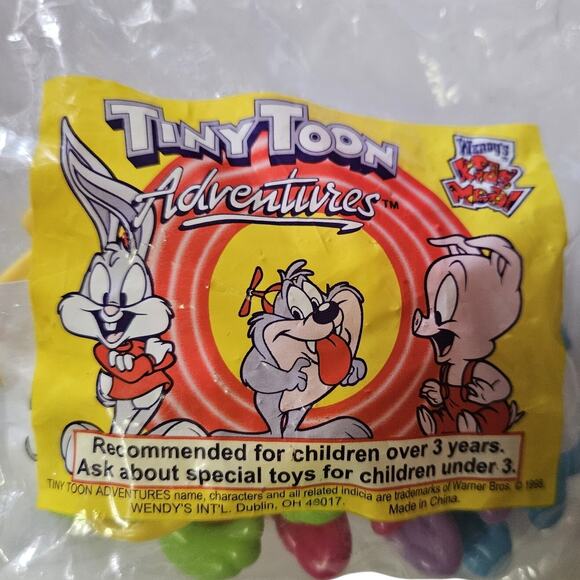 TINY TOON
Adventures™
Wendy's
Kids'
Meal!
Recommended for children over 3 years.
Ask about special toys for children under 3.
TINY TOON ADVENTURES name, characters and all related indicia are trademarks of Warner Bros. © 1998.
WENDY'S INT'L. Dublin, OH 43017.
Made in China.